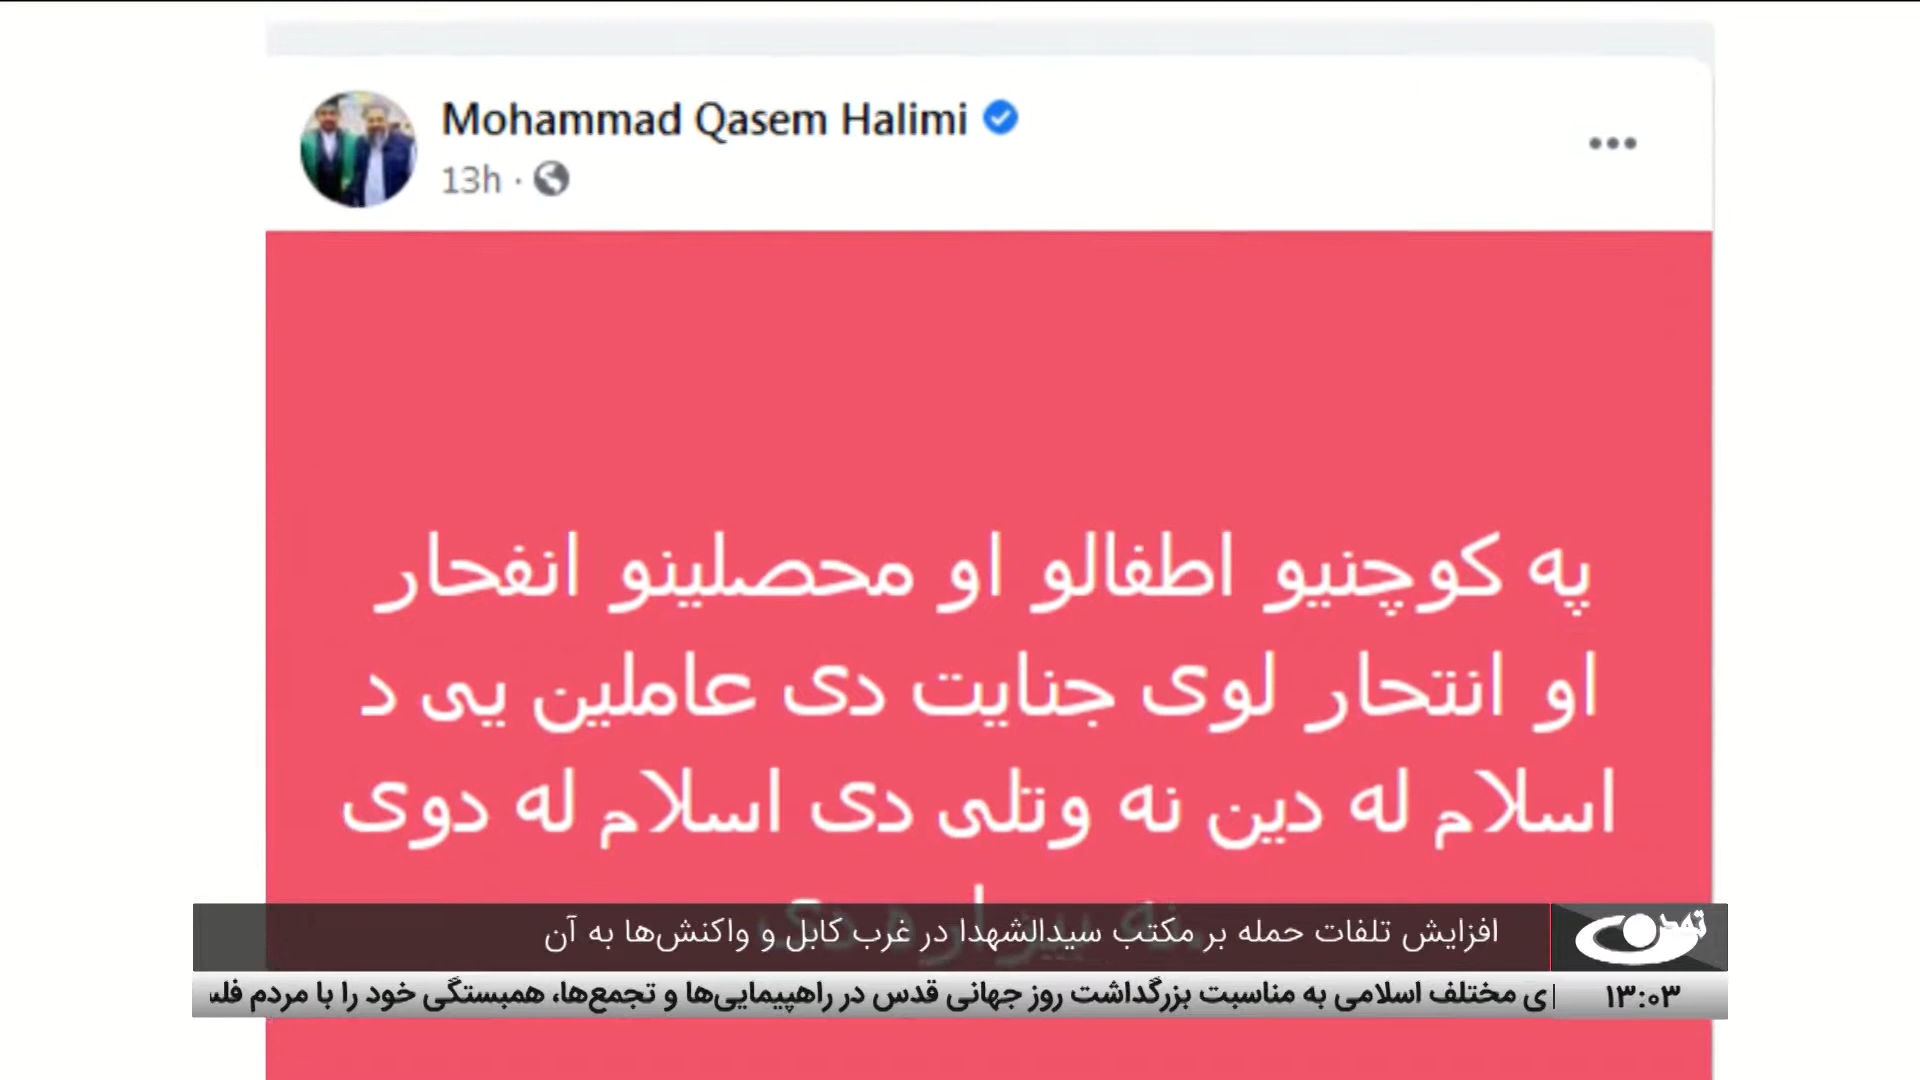 Mohammad Qasem Halimi
13h ·
په کوچنیو اطفالو او محصلینو انفحار
او انتحار لوی جنایت دی عاملین یی د
اسلام له دین نه وتلی دی اسلام له دوی
افزایش تلفات حمله بر مکتب سیدالشهدا در غرب کابل و واکنش‌ها به آن
تمدن
ی مختلف اسلامی به مناسبت بزرگداشت روز جهانی قدس در راهپیمایی‌ها و تجمع‌ها، همبستگی خود را با مردم فلس
۱۳:۰۳